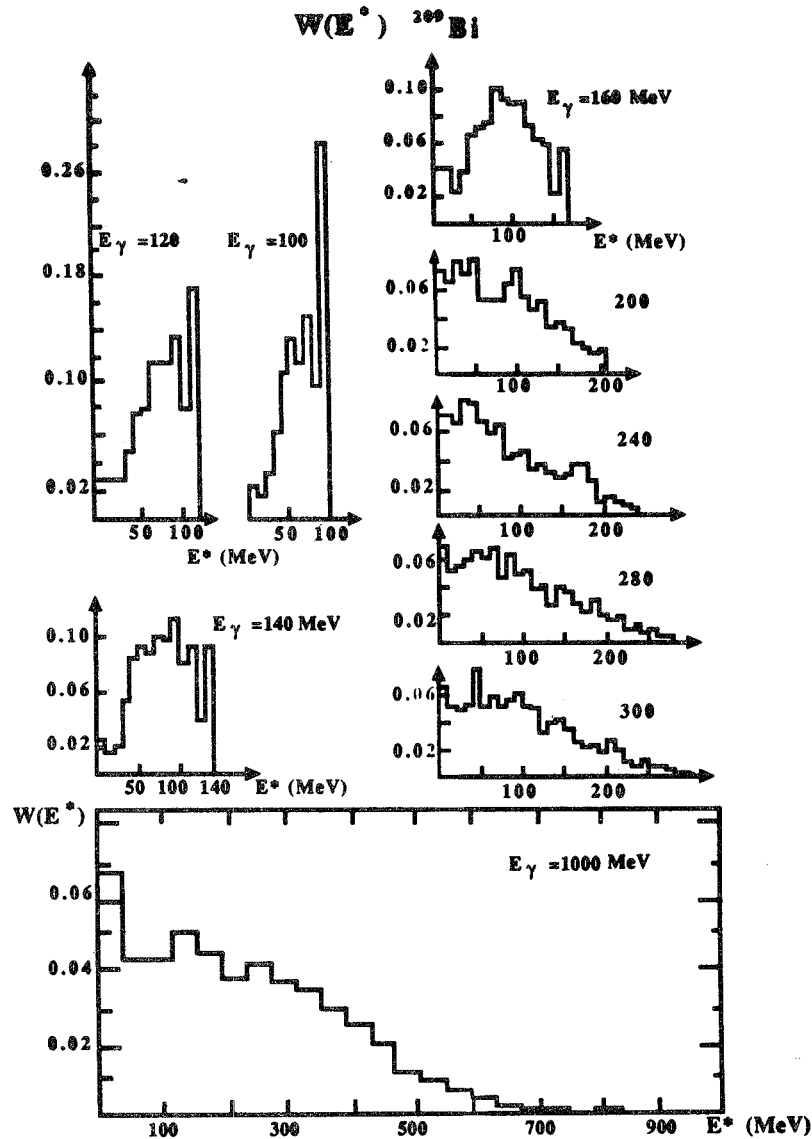 W(E*) 209Bi
0.26
0.18
0.10
0.02
E γ =120
50 100
E* (MeV)
E γ =100
50 100
0.10
0.06
0.02
E γ =160 MeV
100
E* (MeV)
0.06
0.02
200
100 200
0.06
0.02
240
100 200
0.06
0.02
280
100 200
E γ =140 MeV
0.10
0.06
0.02
50 100 140 E* (MeV)
0.06
0.02
300
100 200
W(E*)
E γ =1000 MeV
0.06
0.04
0.02
100 300 500 700 900 E* (MeV)